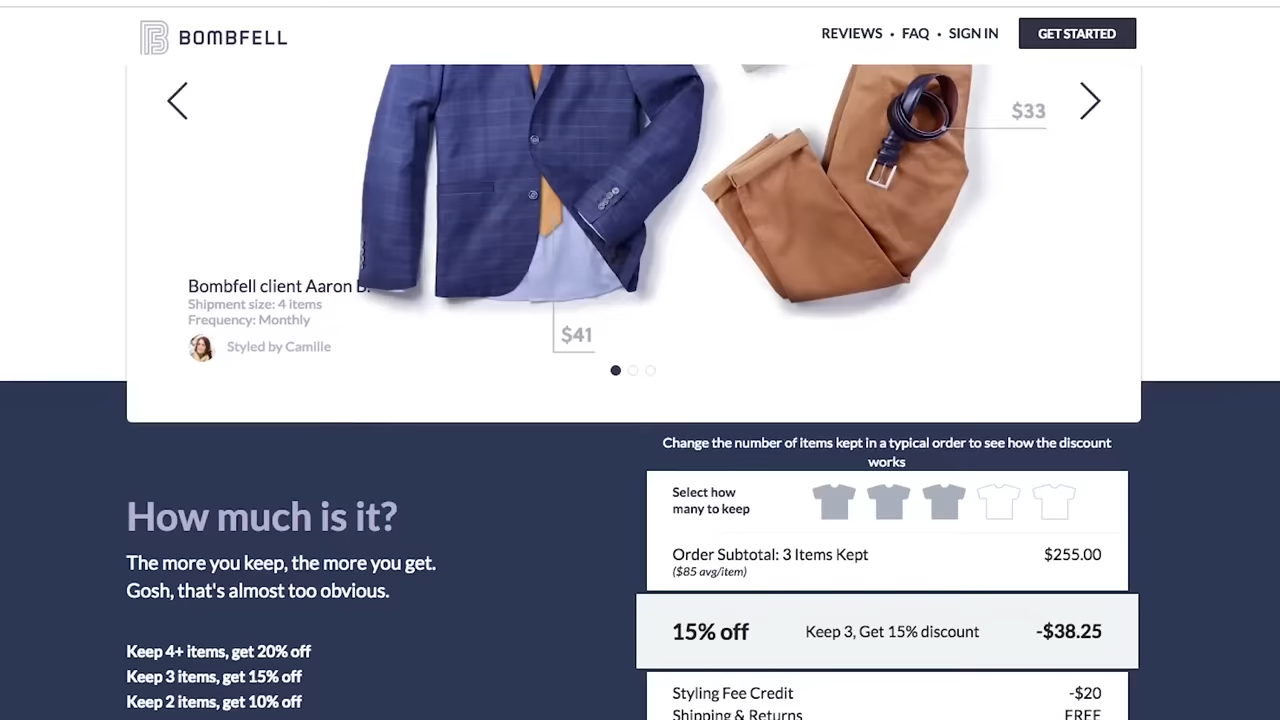 BOMBFELL
REVIEWS • FAQ • SIGN IN
GET STARTED
$33
Bombfell client Aaron B.
Shipment size: 4 items
Frequency: Monthly
Styled by Camille
$41
Change the number of items kept in a typical order to see how the discount
works
How much is it?
The more you keep, the more you get.
Gosh, that's almost too obvious.
Keep 4+ items, get 20% off
Keep 3 items, get 15% off
Keep 2 items, get 10% off
Select how
many to keep
Order Subtotal: 3 Items Kept $255.00
($85 avg/item)
15% off Keep 3, Get 15% discount -$38.25
Styling Fee Credit -$20
Shipping & Returns FREE